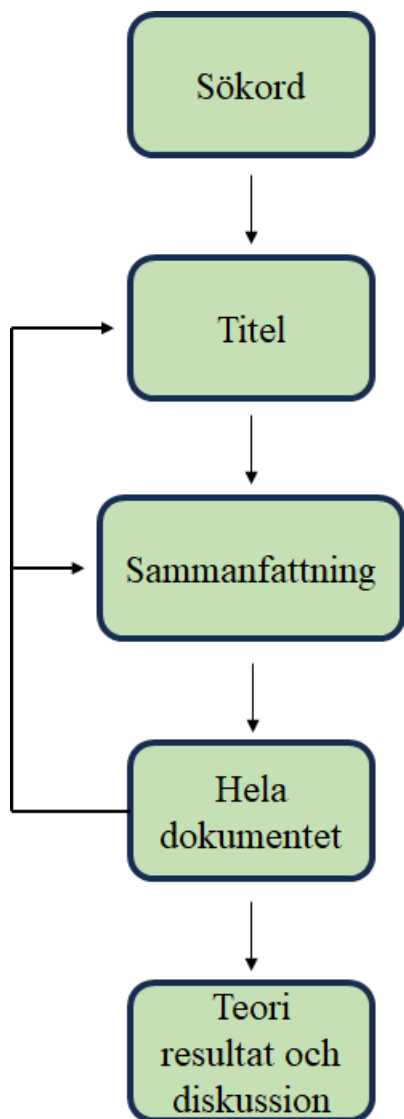 Sökord
Titel
Sammanfattning
Hela
dokumentet
Teori
resultat och
diskussion